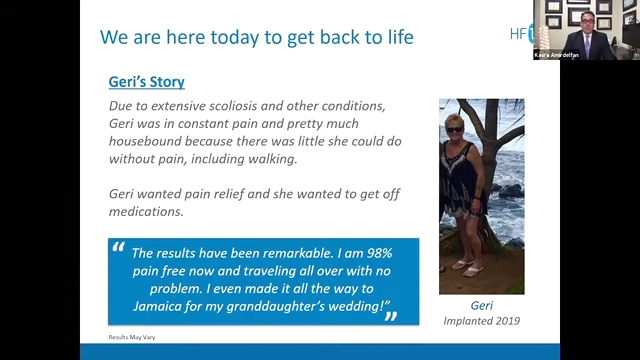 We are here today to get back to life
HF
Kasra Amirdelfan
Geri's Story
Due to extensive scoliosis and other conditions,
Geri was in constant pain and pretty much
housebound because there was little she could do
without pain, including walking.
Geri wanted pain relief and she wanted to get off
medications.
“ The results have been remarkable. I am 98%
pain free now and traveling all over with no
problem. I even made it all the way to
Jamaica for my granddaughter's wedding!” ”
Geri
Implanted 2019
Results May Vary